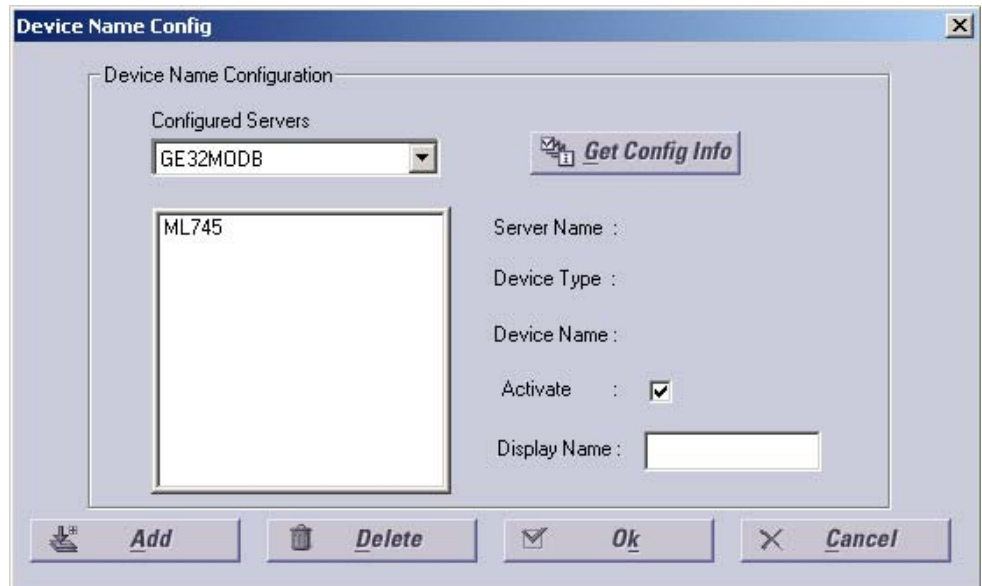 Device Name Config
Device Name Configuration
Configured Servers
GE32MODB
Get Config Info
ML745
Server Name :
Device Type :
Device Name :
Activate :
Display Name :
Add
Delete
Ok
Cancel